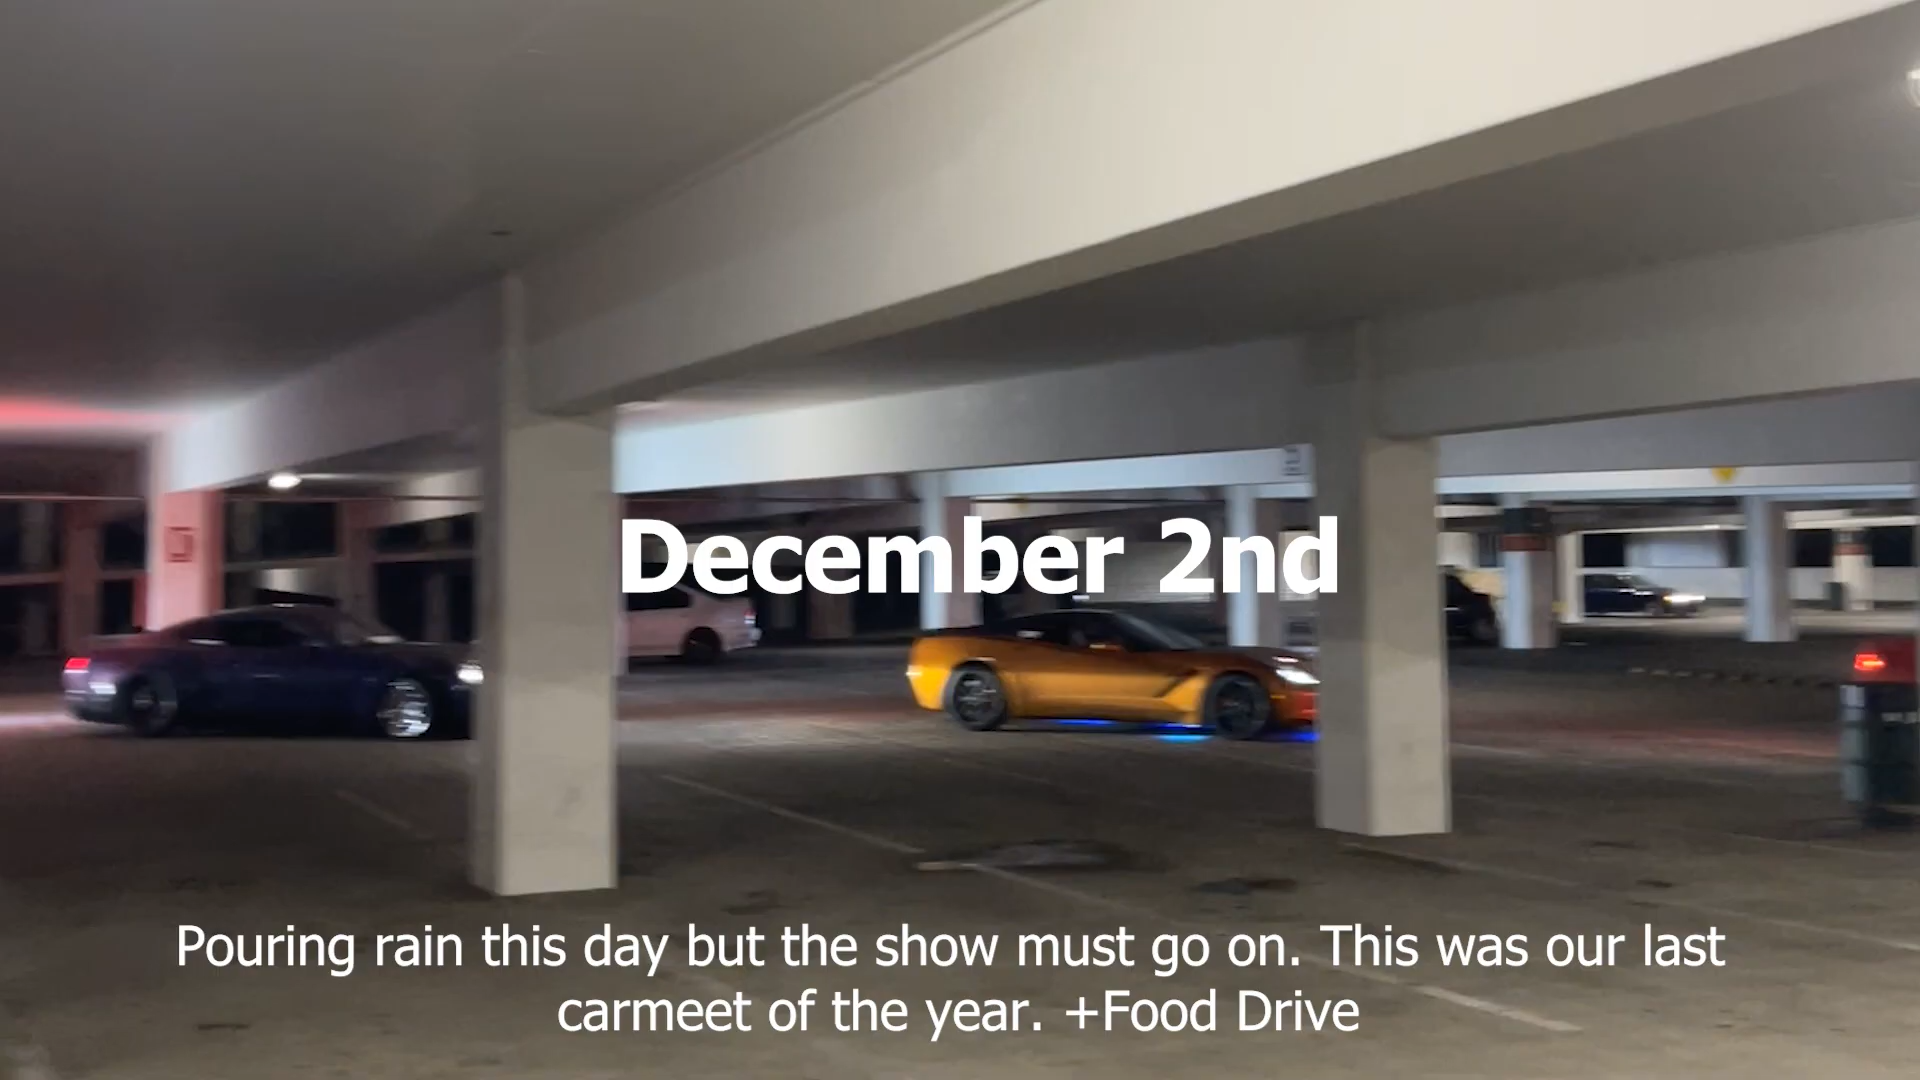 December 2nd
Pouring rain this day but the show must go on. This was our last
carmeet of the year. +Food Drive